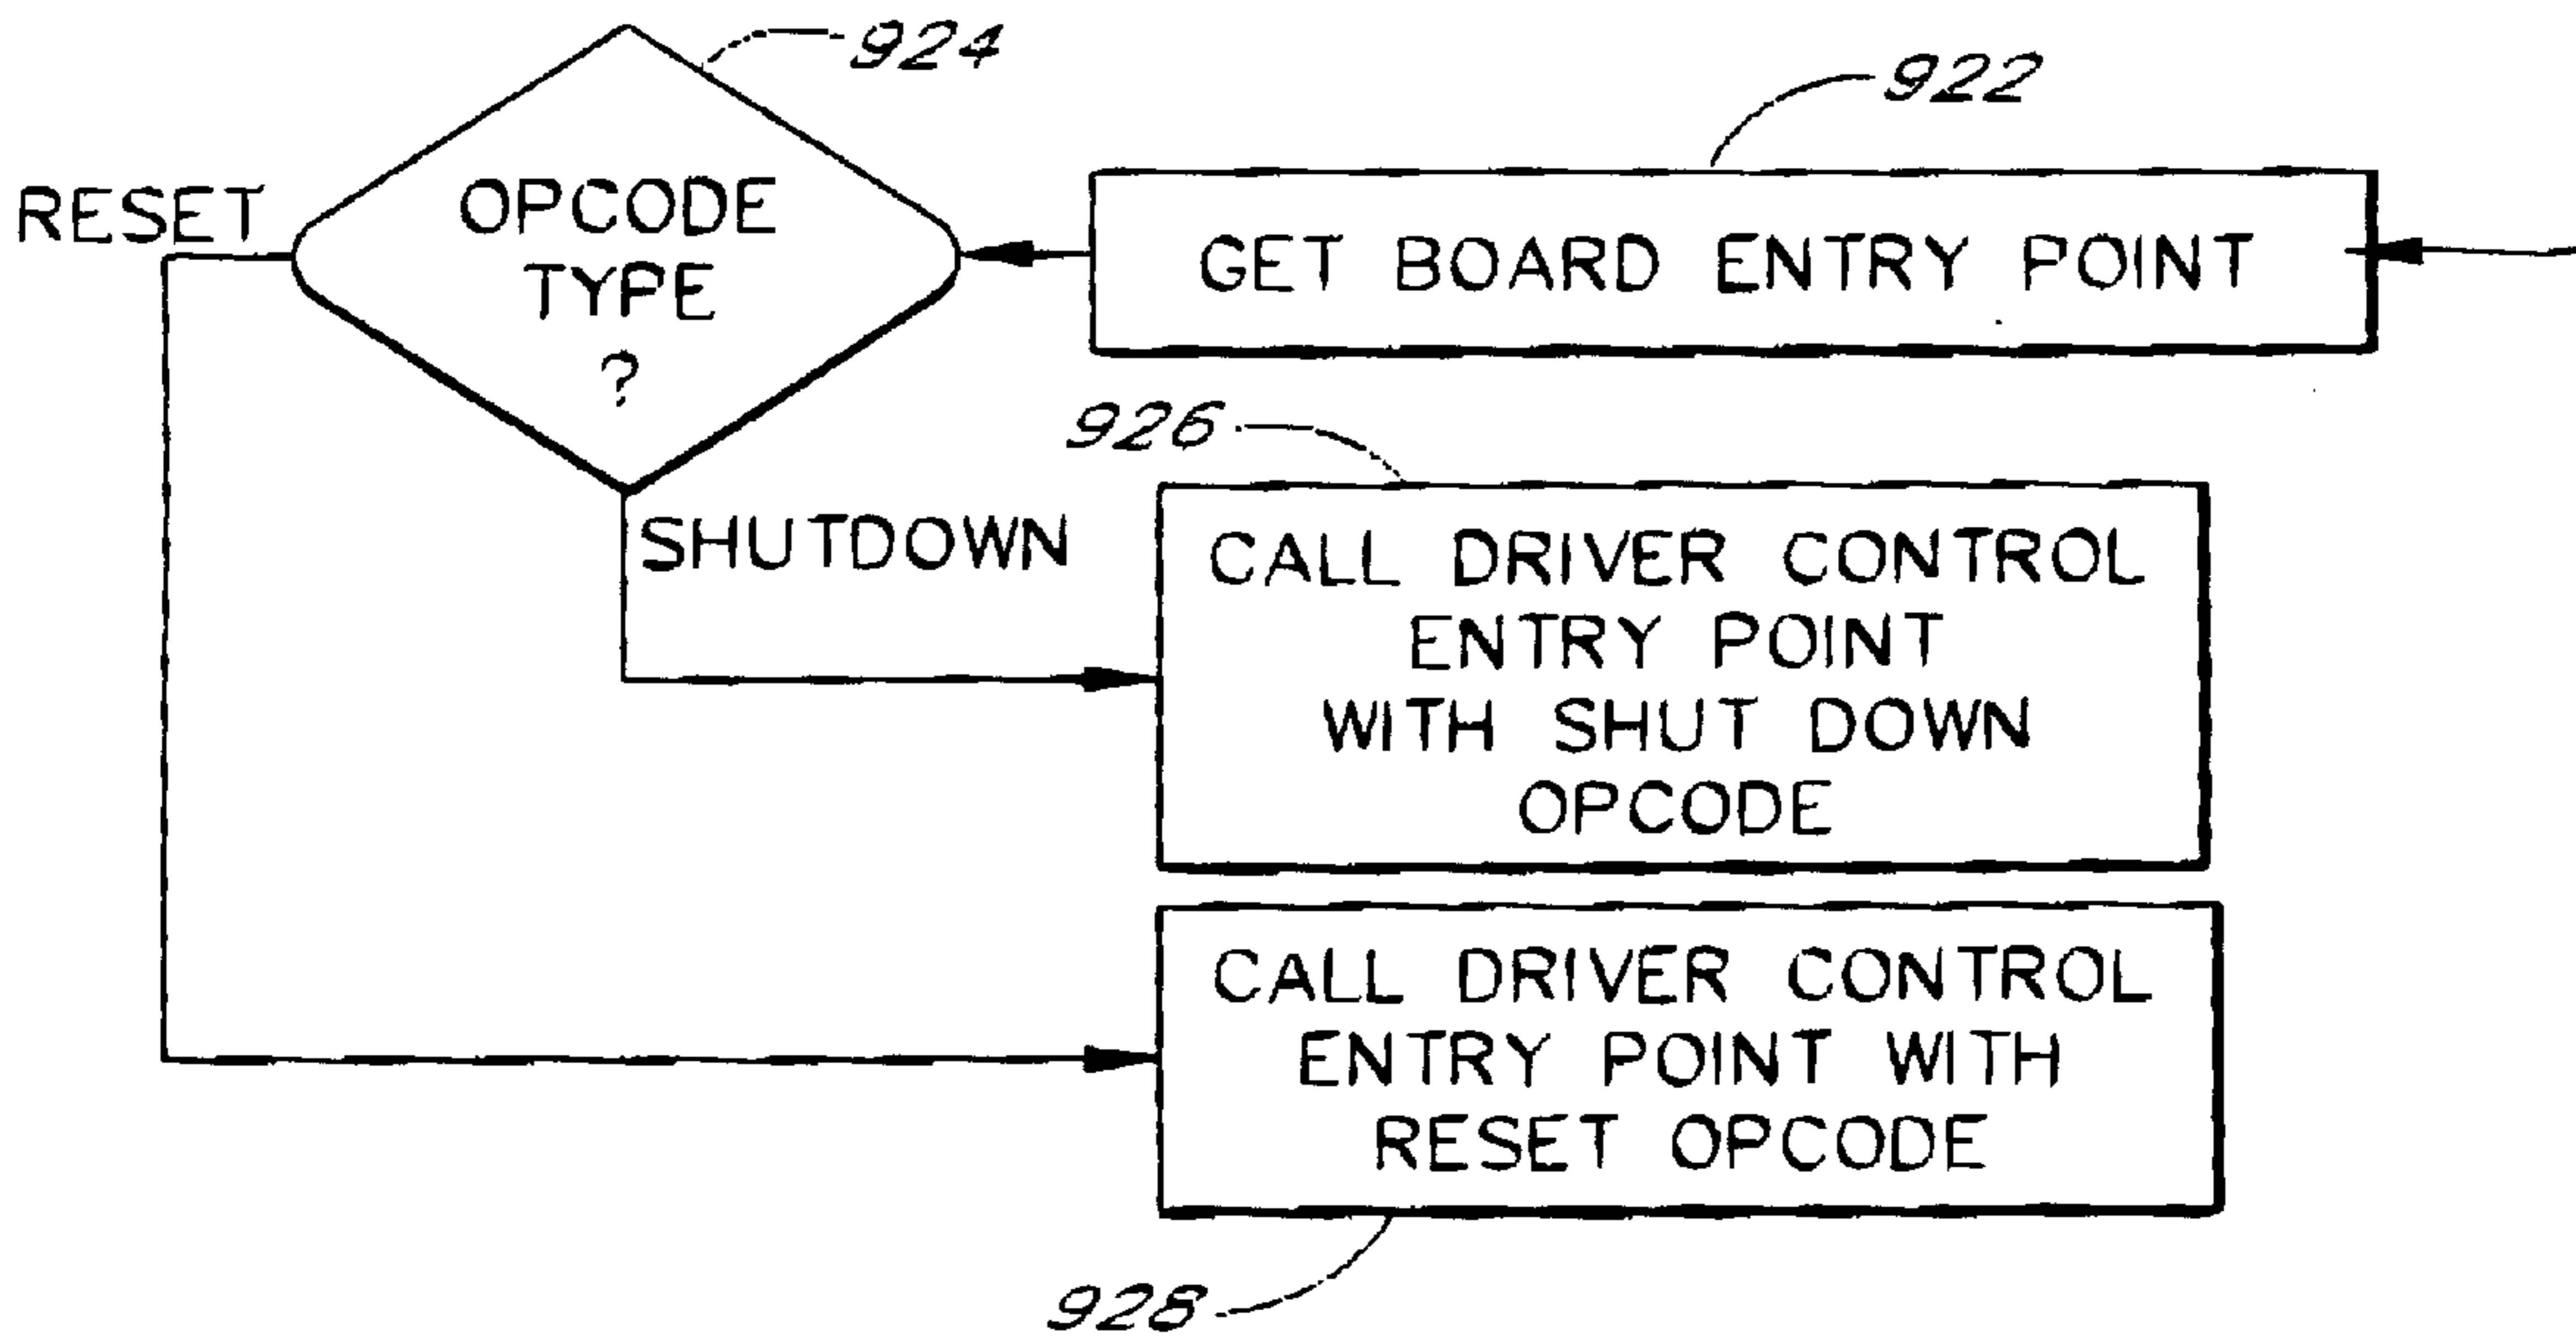 924
922
RESET
OPCODE
TYPE
?
GET BOARD ENTRY POINT
926
SHUTDOWN
CALL DRIVER CONTROL
ENTRY POINT
WITH SHUT DOWN
OPCODE
CALL DRIVER CONTROL
ENTRY POINT WITH
RESET OPCODE
928